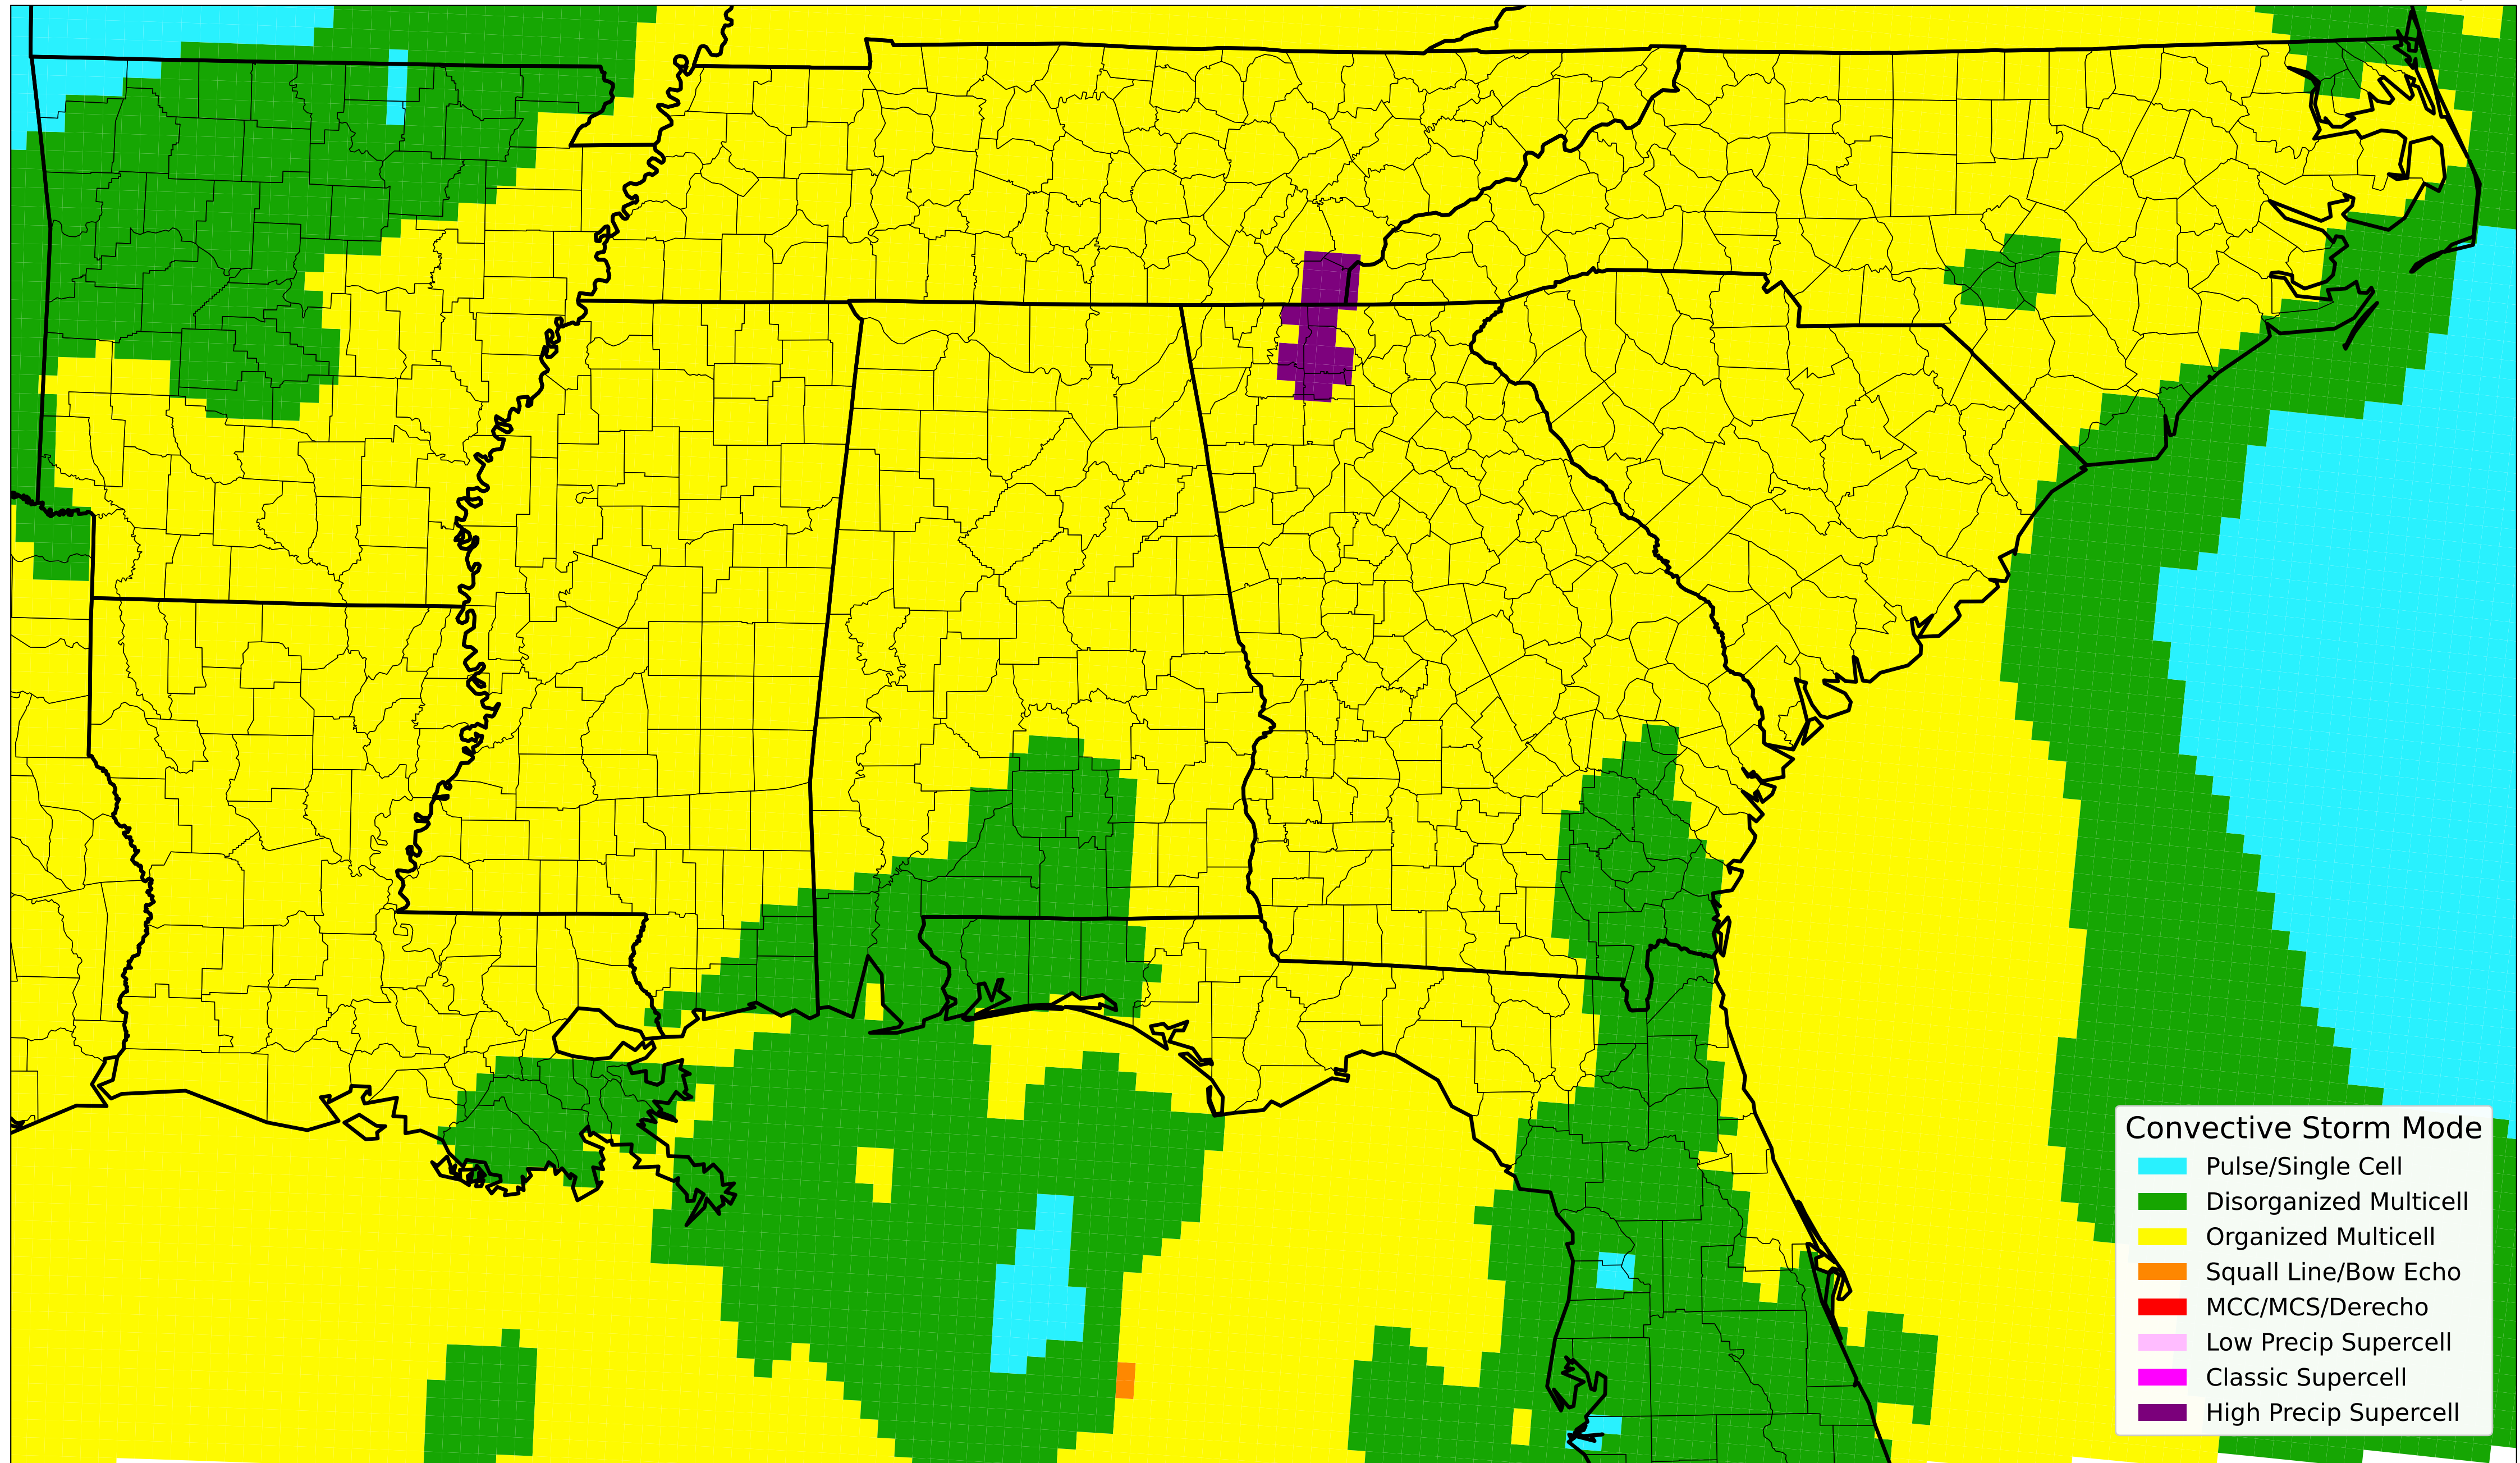 Convective Storm Mode
Pulse/Single Cell
Disorganized Multicell
Organized Multicell
Squall Line/Bow Echo
MCC/MCS/Derecho
Low Precip Supercell
Classic Supercell
High Precip Supercell